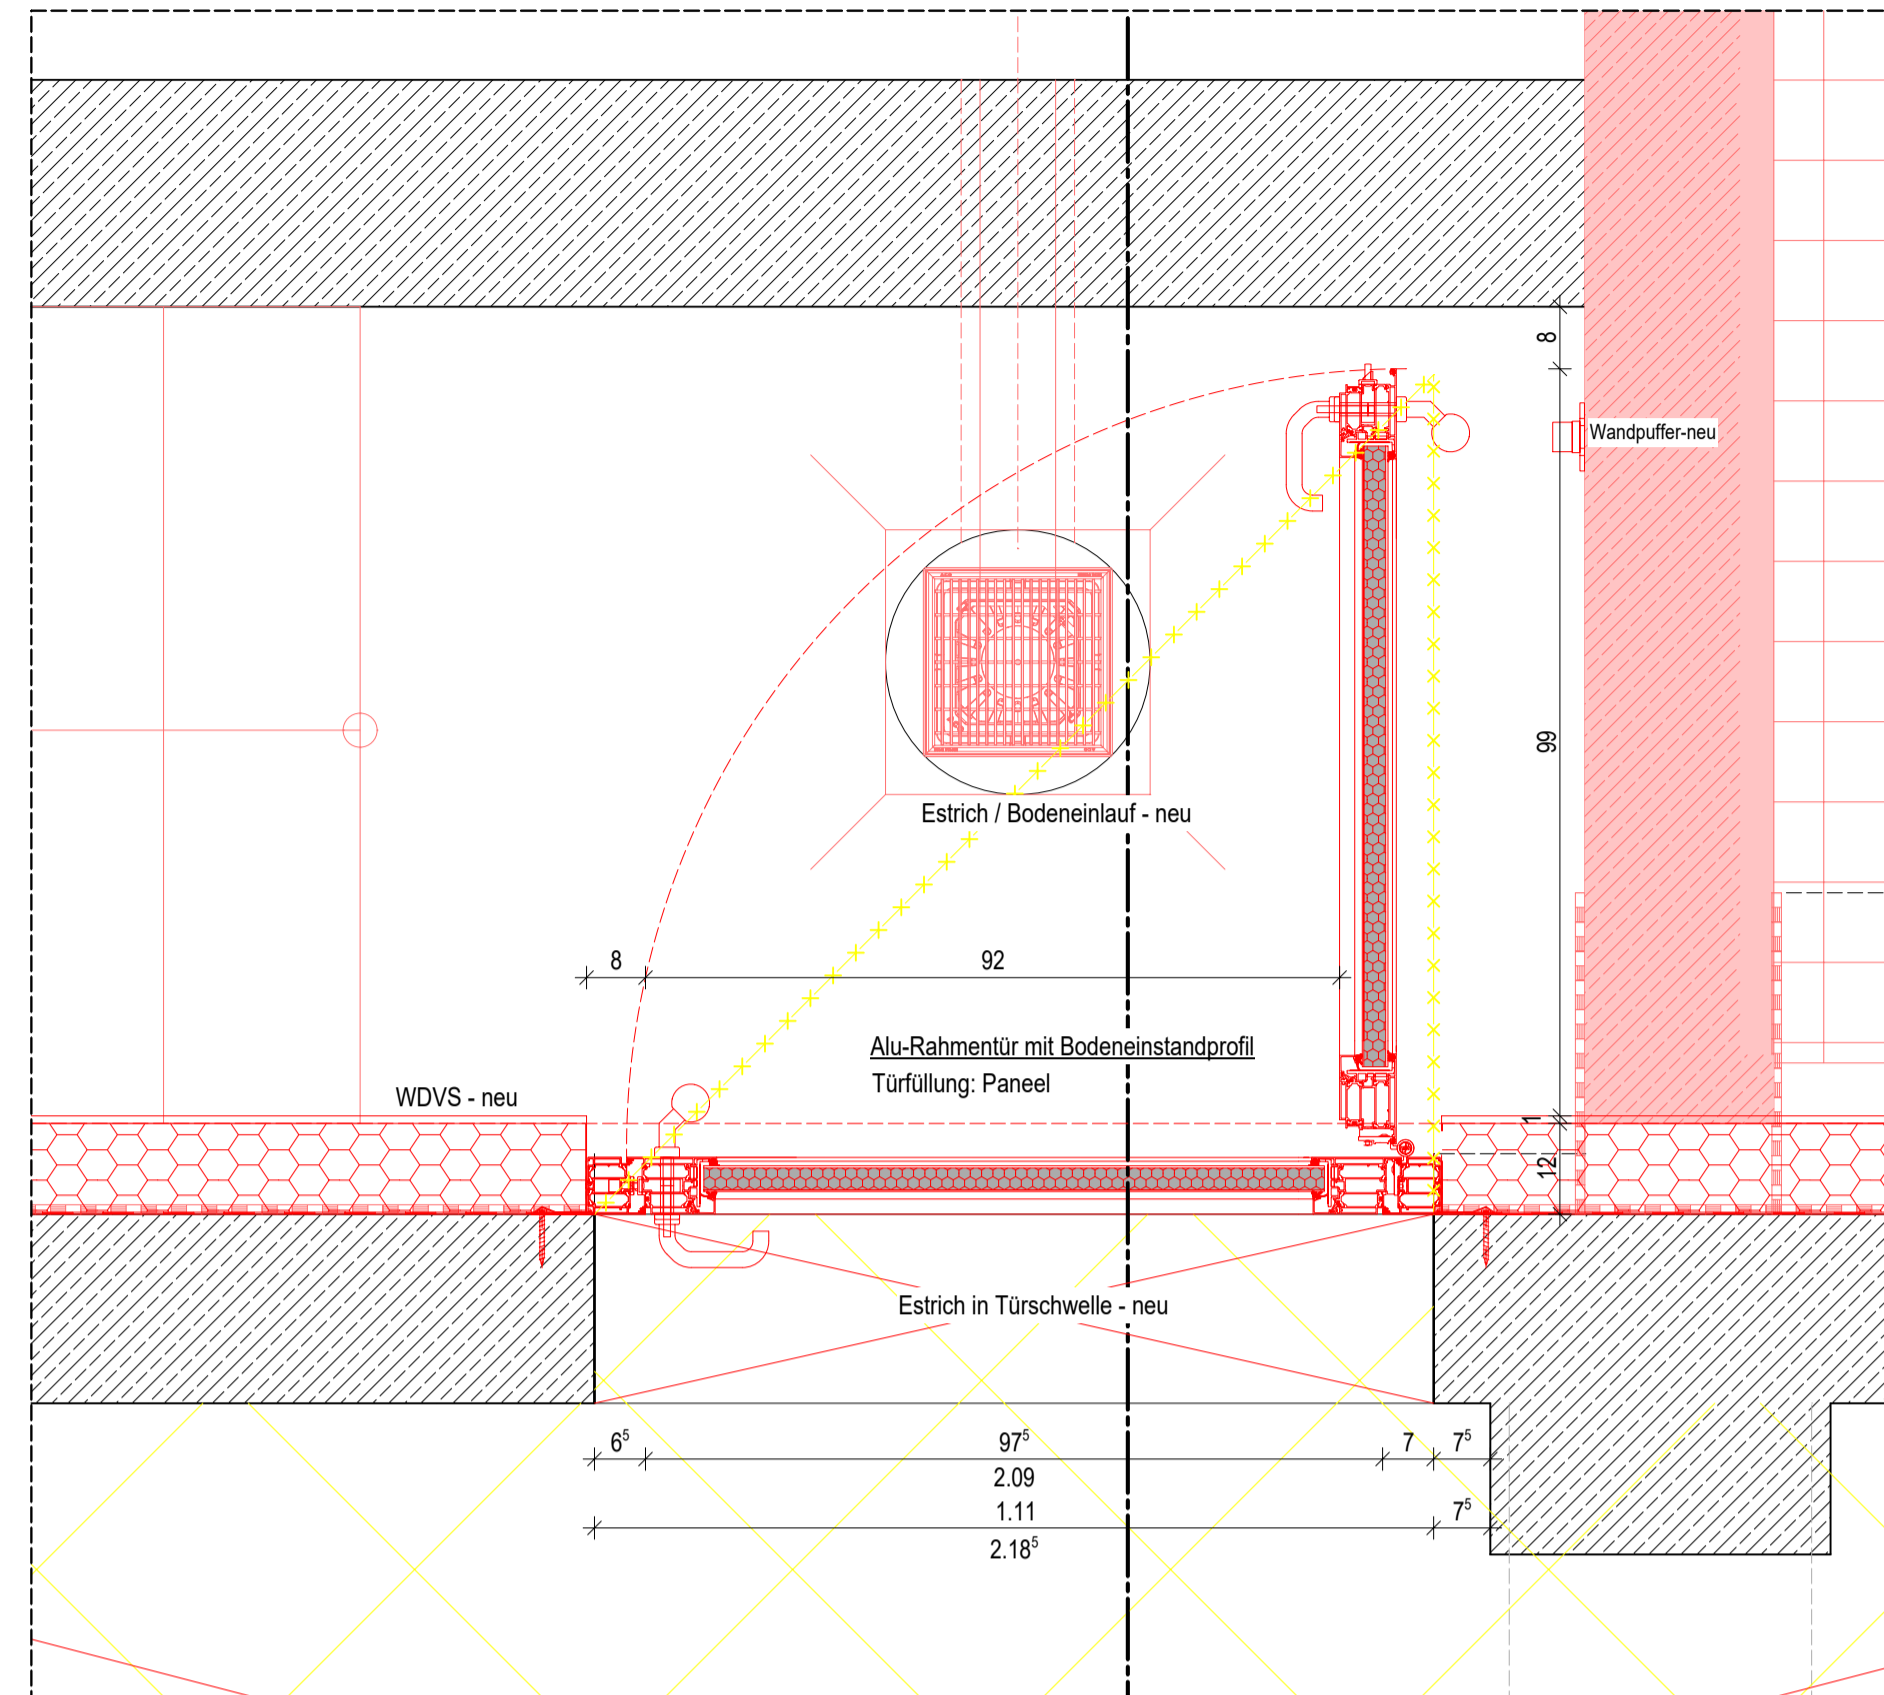 8
Wandpuffer-neu
99
Estrich / Bodeneinlauf - neu
8
92
Alu-Rahmentür mit Bodeneinstandprofil
Türfüllung: Paneel
WDVS - neu
1
12
Estrich in Türschwelle - neu
6⁵
97⁵
7
7⁵
2.09
1.11
7⁵
2.18⁵